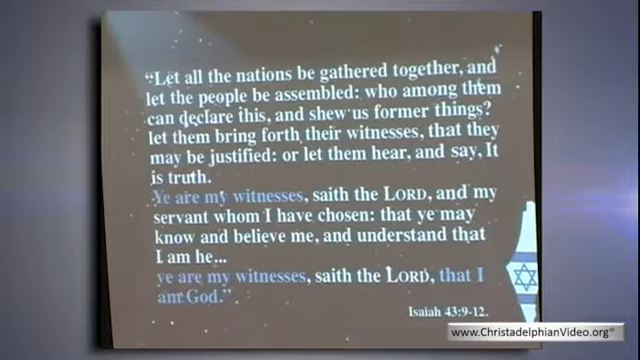 “Let all the nations be gathered together, and
let the people be assembled: who among them
can declare this, and shew us former things?
let them bring forth their witnesses, that they
may be justified: or let them hear, and say, It
is truth.
Ye are my witnesses, saith the LORD, and my
servant whom I have chosen: that ye may
know and believe me, and understand that
I am he...
ye are my witnesses, saith the LORD, that I
am God.”
Isaiah 43:9-12.
www.ChristadelphianVideo.org